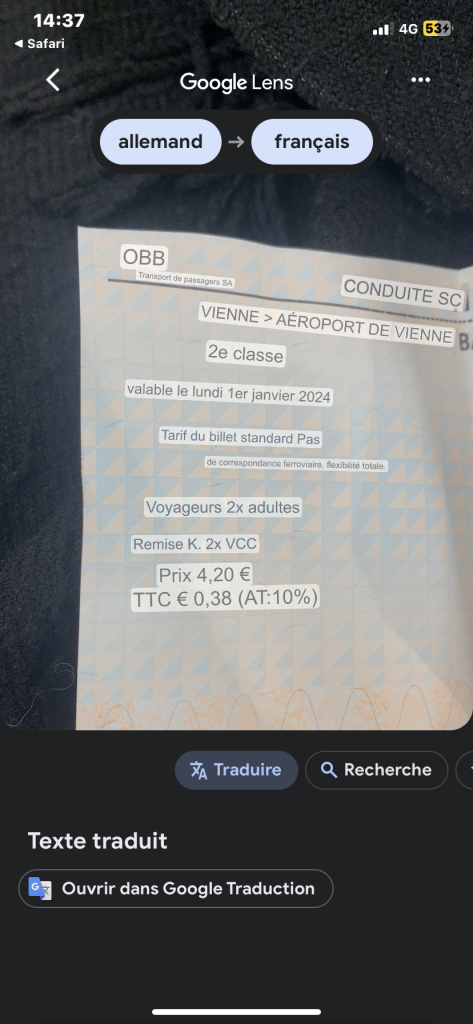 14:37
4G 53
◀ Safari
Google Lens
allemand → français
OBB
Transport de passagers SA
CONDUITE SC
VIENNE > AÉROPORT DE VIENNE
2e classe
valable le lundi 1er janvier 2024
Tarif du billet standard Pas
de correspondance ferroviaire, flexibilité totale.
Voyageurs 2x adultes
Remise K. 2x VCC
Prix 4,20 €
TTC € 0,38 (AT:10%)
Traduire
Recherche
Texte traduit
Ouvrir dans Google Traduction